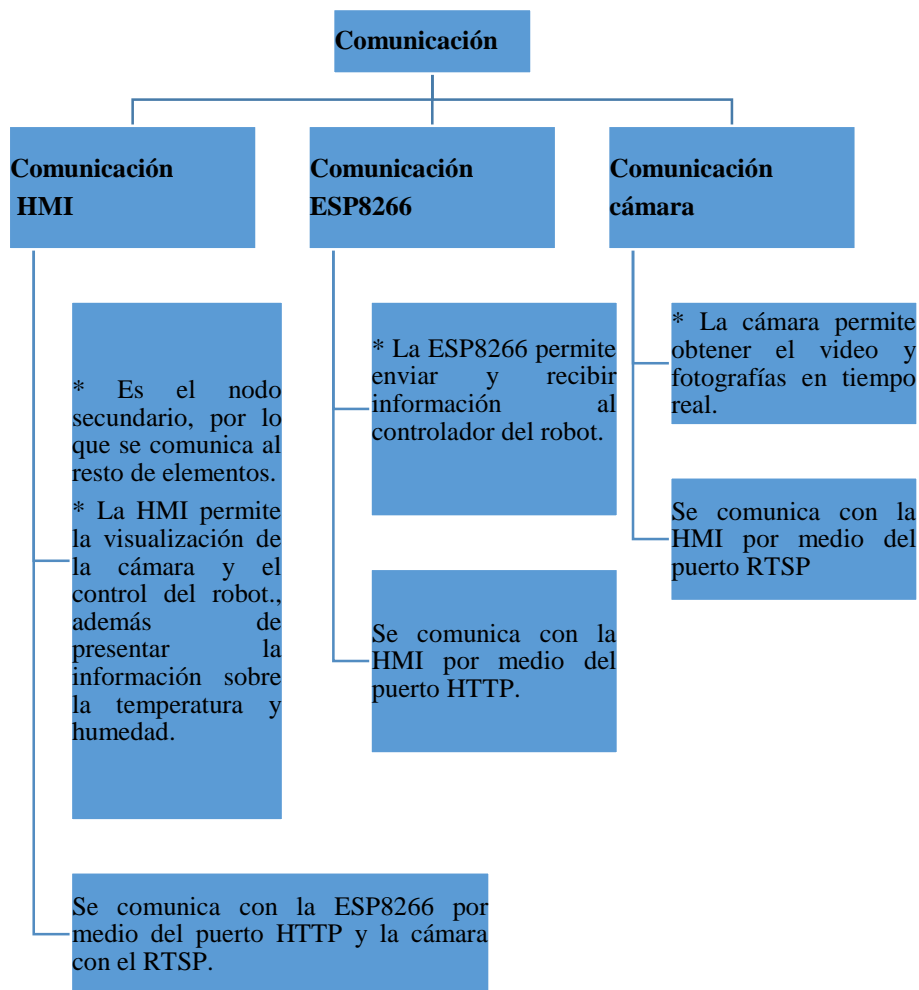 Comunicación
Comunicación
HMI
* Es el nodo
secundario, por lo
que se comunica al
resto de elementos.
* La HMI permite
la visualización de
la cámara y el
control del robot.,
además de
presentar la
información sobre
la temperatura y
humedad.
Se comunica con la ESP8266 por
medio del puerto HTTP y la cámara
con el RTSP.
Comunicación
ESP8266
* La ESP8266 permite
enviar y recibir
información al
controlador del robot.
Se comunica con la
HMI por medio del
puerto HTTP.
Comunicación
cámara
* La cámara permite
obtener el video y
fotografías en tiempo
real.
Se comunica con la
HMI por medio del
puerto RTSP